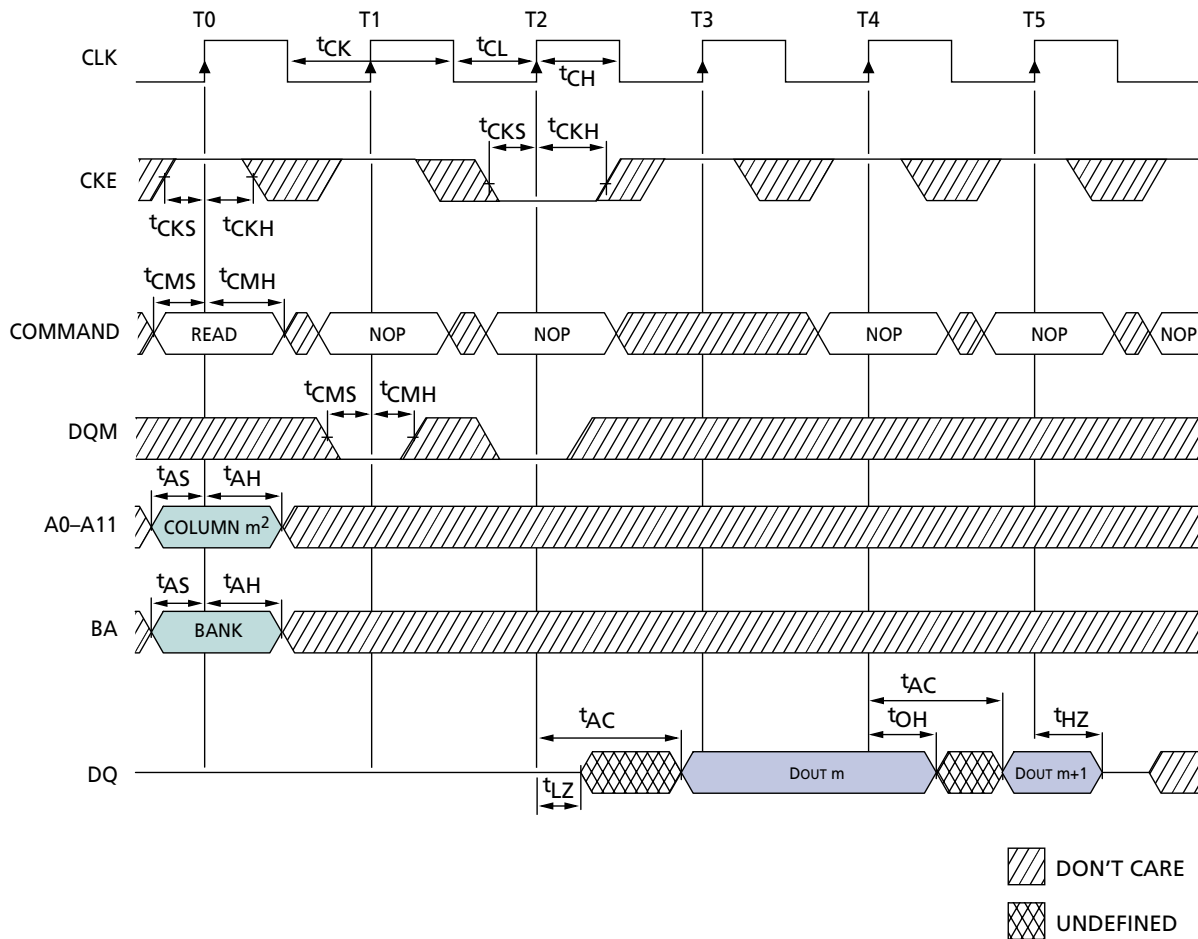 T0 T1 T2 T3 T4 T5
CLK tCK tCL tCH
tCKS tCKH
CKE
tCKS tCKH
tCMS tCMH
COMMAND READ NOP NOP NOP NOP NOP
tCMS tCMH
DQM
tAS tAH
A0–A11 COLUMN m²
tAS tAH
BA BANK
tAC tAC tOH tHZ
DQ DOUT m DOUT m+1
tLZ
DON'T CARE
UNDEFINED